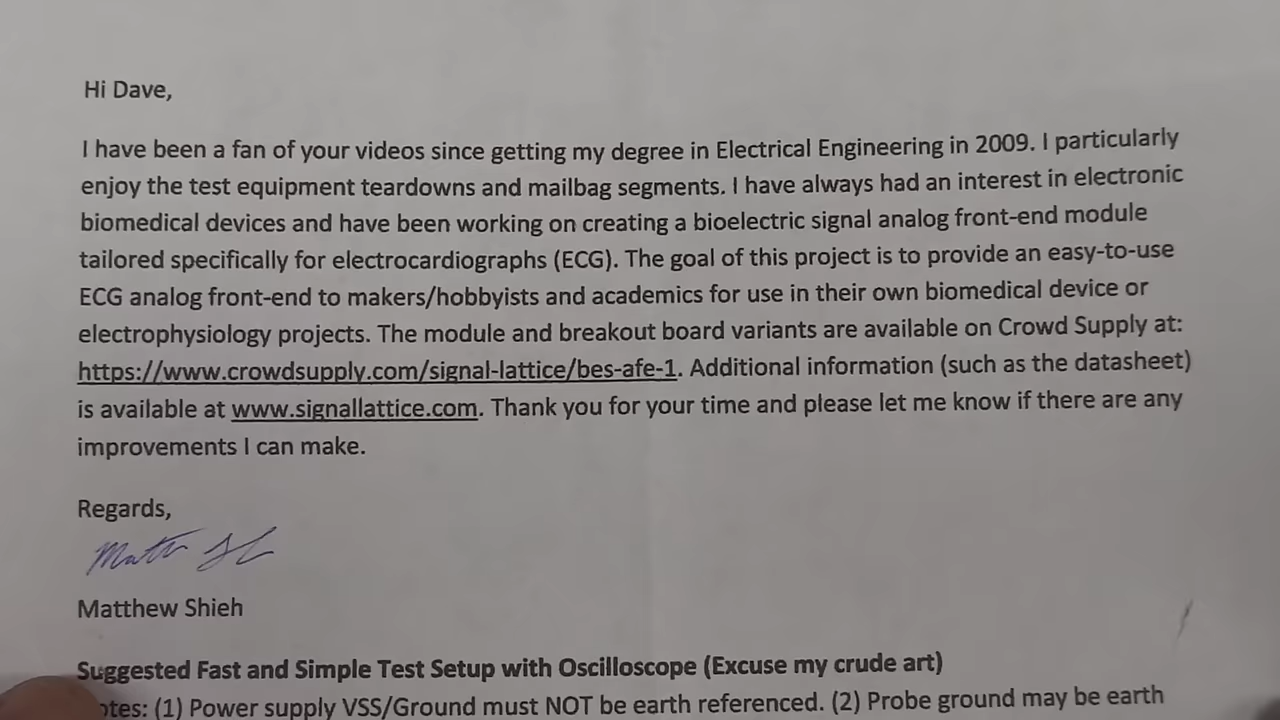 Hi Dave,
I have been a fan of your videos since getting my degree in Electrical Engineering in 2009. I particularly
enjoy the test equipment teardowns and mailbag segments. I have always had an interest in electronic
biomedical devices and have been working on creating a bioelectric signal analog front-end module
tailored specifically for electrocardiographs (ECG). The goal of this project is to provide an easy-to-use
ECG analog front-end to makers/hobbyists and academics for use in their own biomedical device or
electrophysiology projects. The module and breakout board variants are available on Crowd Supply at:
https://www.crowdsupply.com/signal-lattice/bes-afe-1. Additional information (such as the datasheet)
is available at www.signallattice.com. Thank you for your time and please let me know if there are any
improvements I can make.
Regards,
Matthew Shieh
Suggested Fast and Simple Test Setup with Oscilloscope (Excuse my crude art)
(1) Power supply VSS/Ground must NOT be earth referenced. (2) Probe ground may be earth